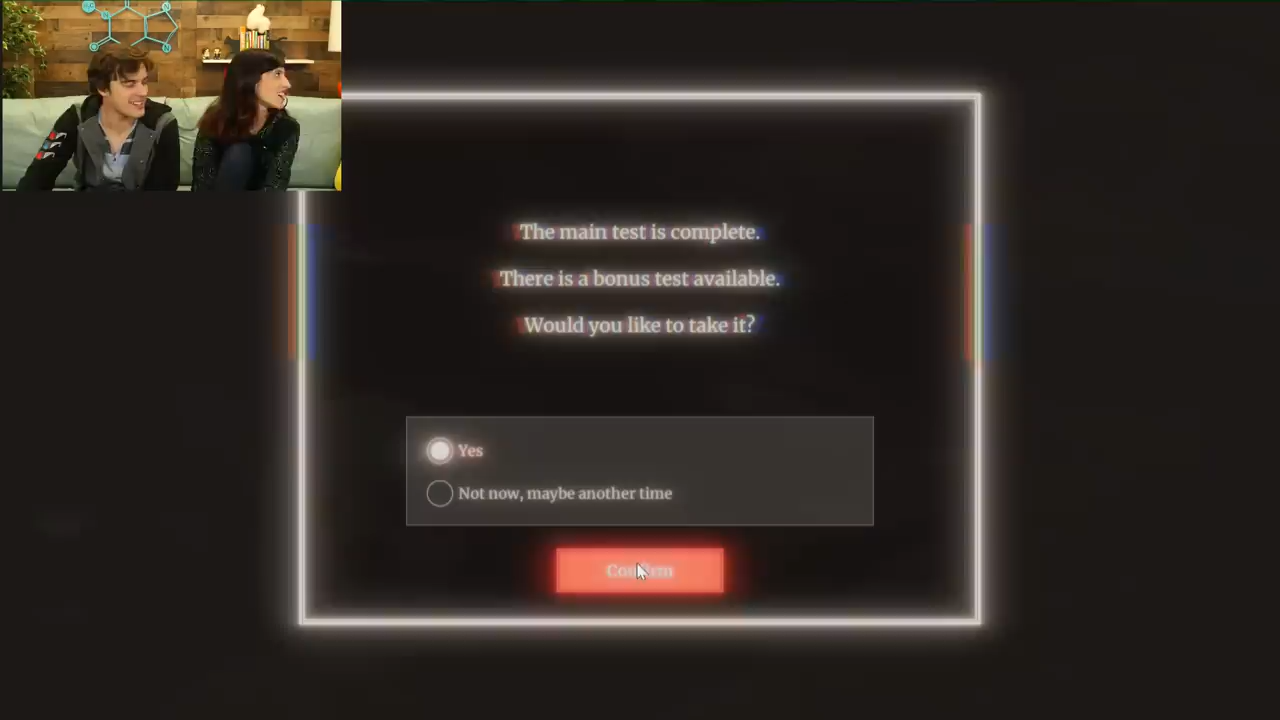 The main test is complete.
There is a bonus test available.
Would you like to take it?
Yes
Not now, maybe another time
Confirm